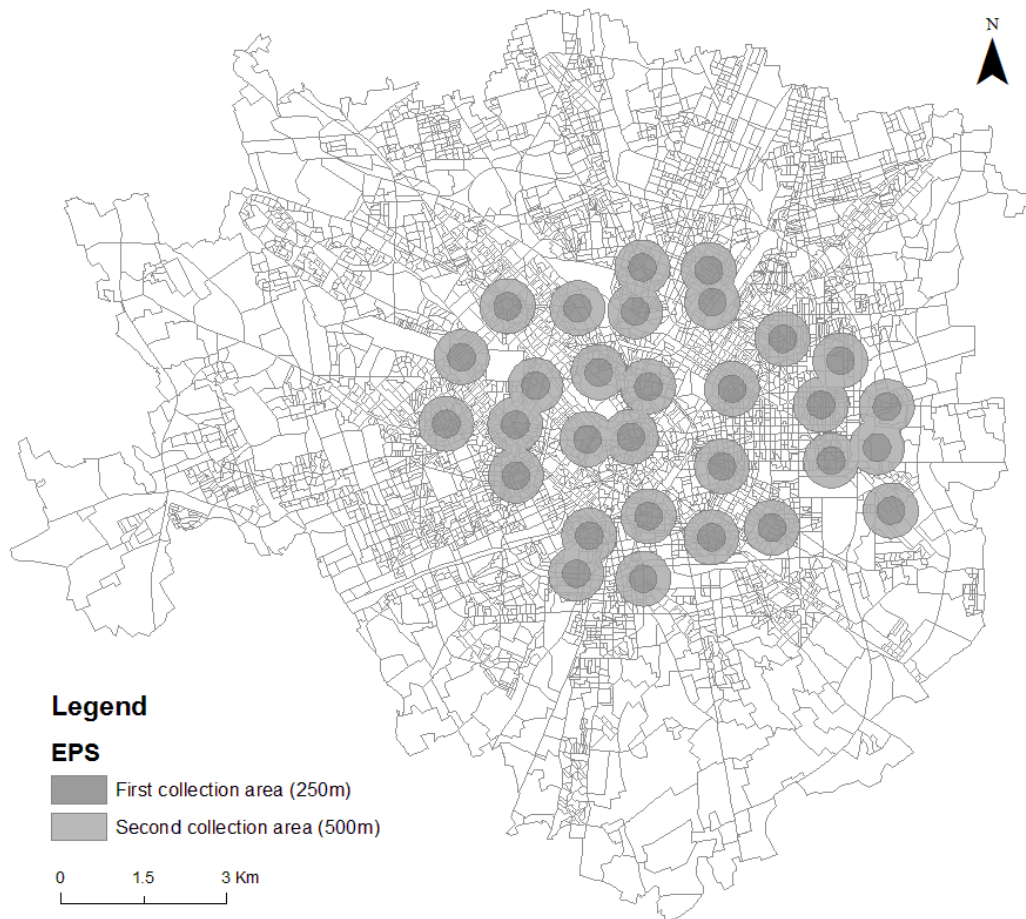 N
Legend
EPS
First collection area (250m)
Second collection area (500m)
0 1.5 3 Km